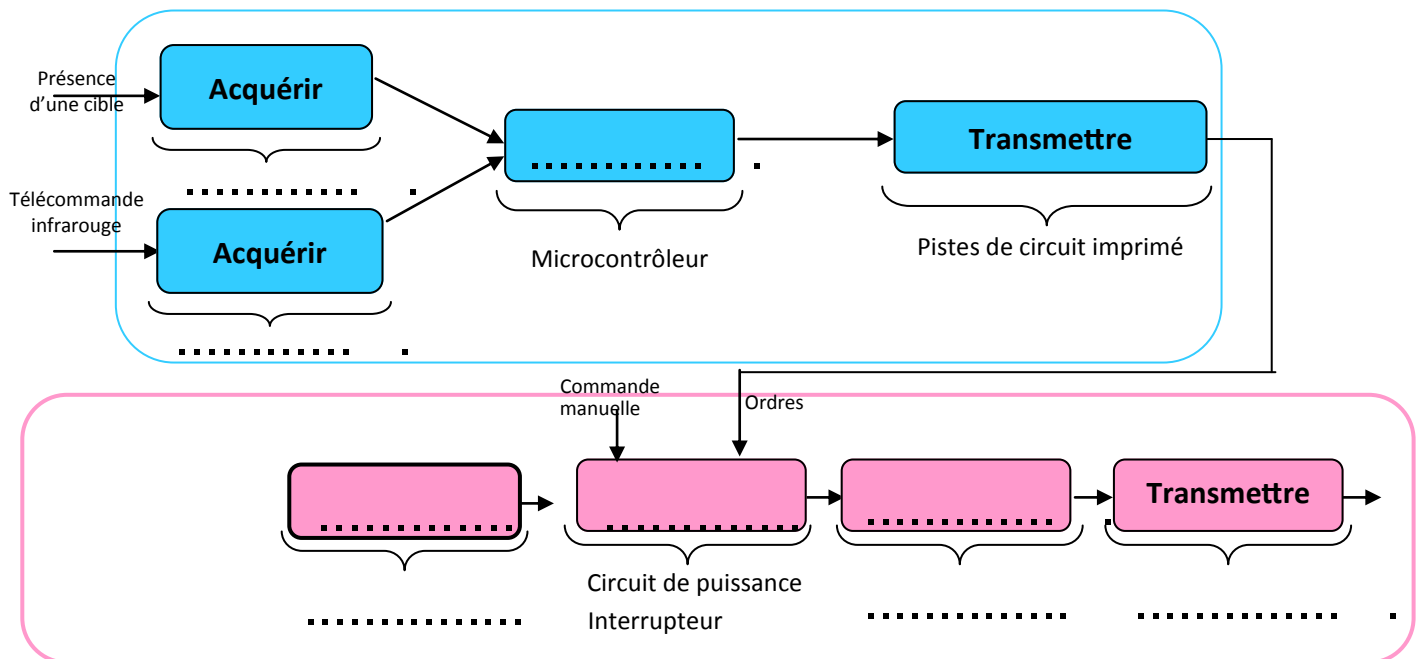 Présence
d'une cible
Acquérir
............ .
Télécommande
infrarouge
Acquérir
............ .
............ .
Microcontrôleur
Transmettre
Pistes de circuit imprimé
Commande
manuelle
Ordres
..............
...............
.............
Circuit de puissance
Interrupteur
............. .
..............
Transmettre
.............. .